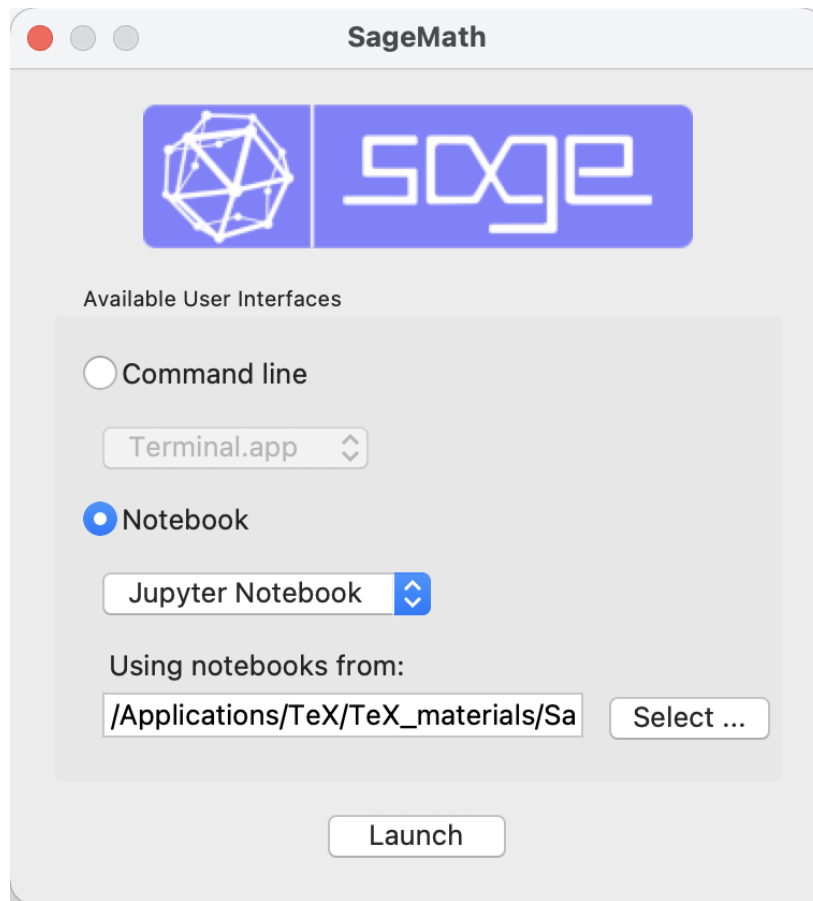 SageMath
sage
Available User Interfaces
Command line
Terminal.app
Notebook
Jupyter Notebook
Using notebooks from:
/Applications/TeX/TeX_materials/Sa
Select ...
Launch